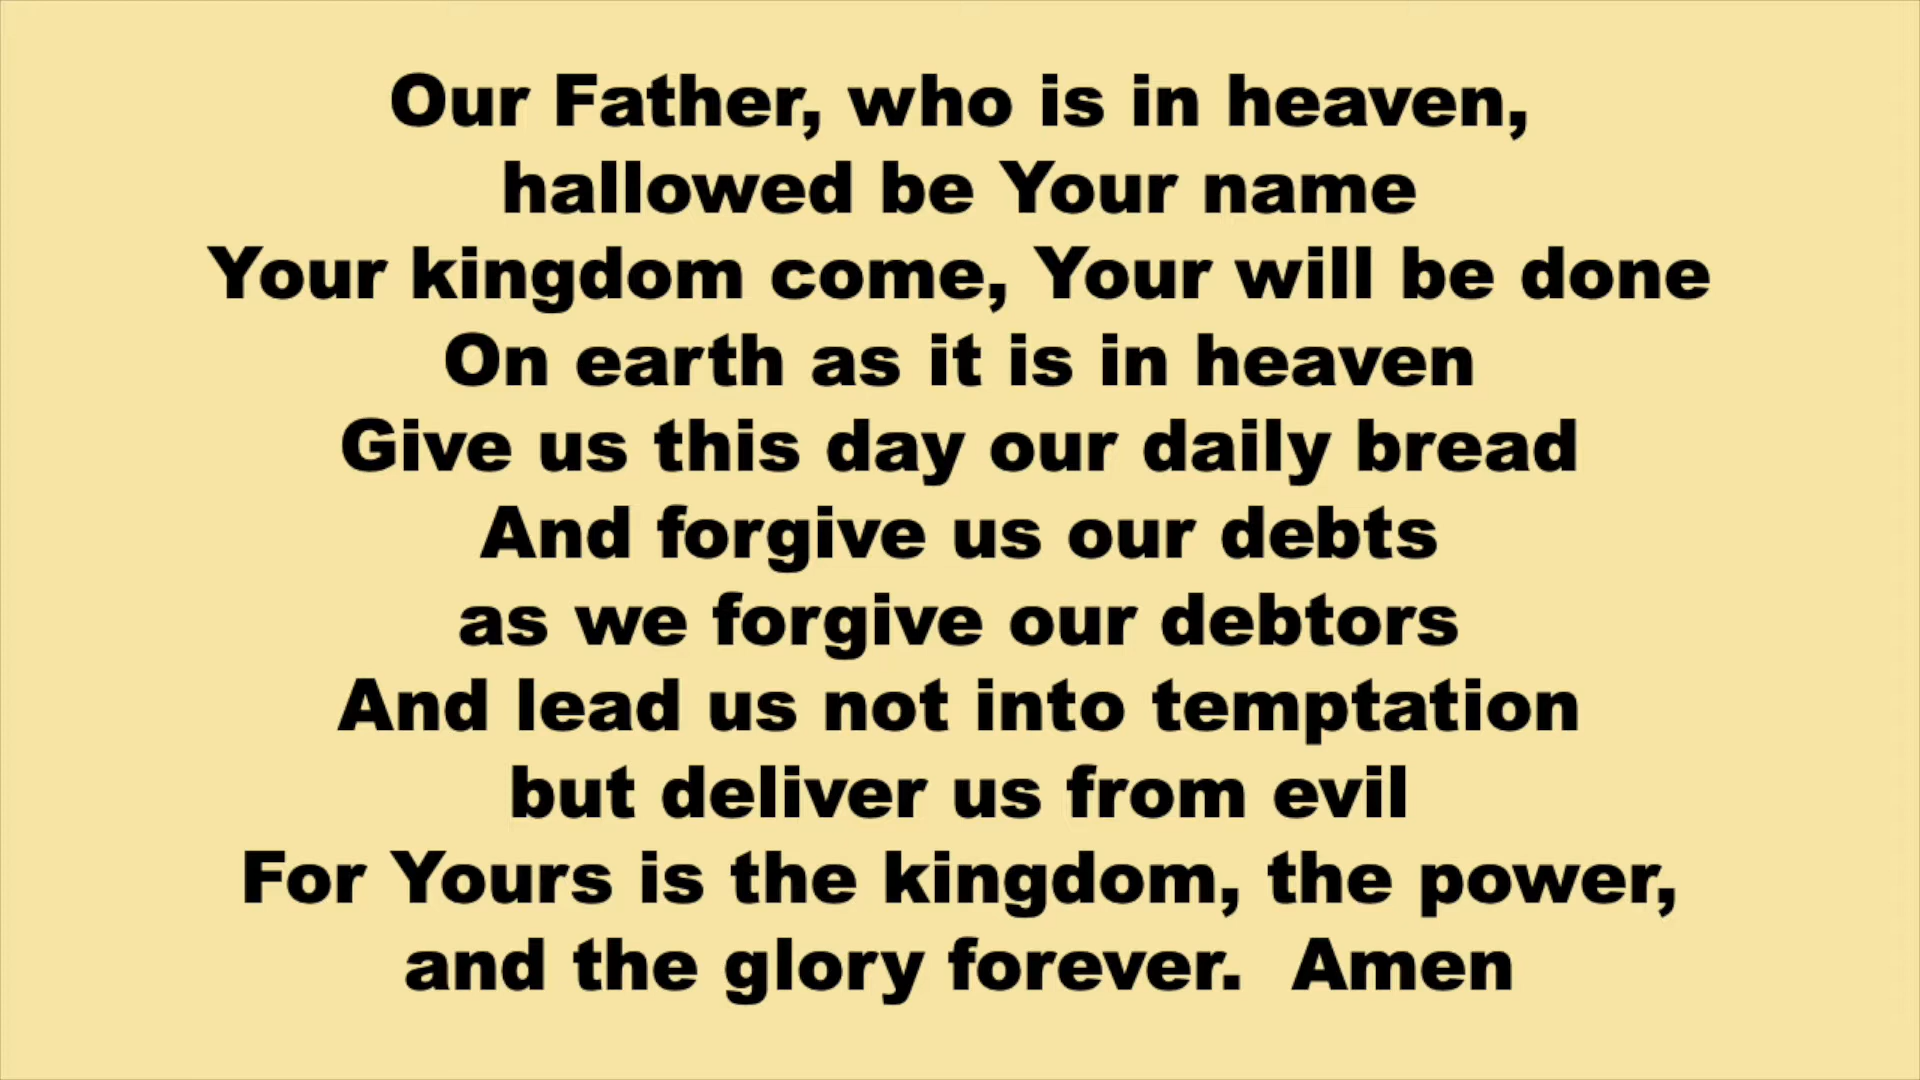 Our Father, who is in heaven,
hallowed be Your name
Your kingdom come, Your will be done
On earth as it is in heaven
Give us this day our daily bread
And forgive us our debts
as we forgive our debtors
And lead us not into temptation
but deliver us from evil
For Yours is the kingdom, the power,
and the glory forever.  Amen